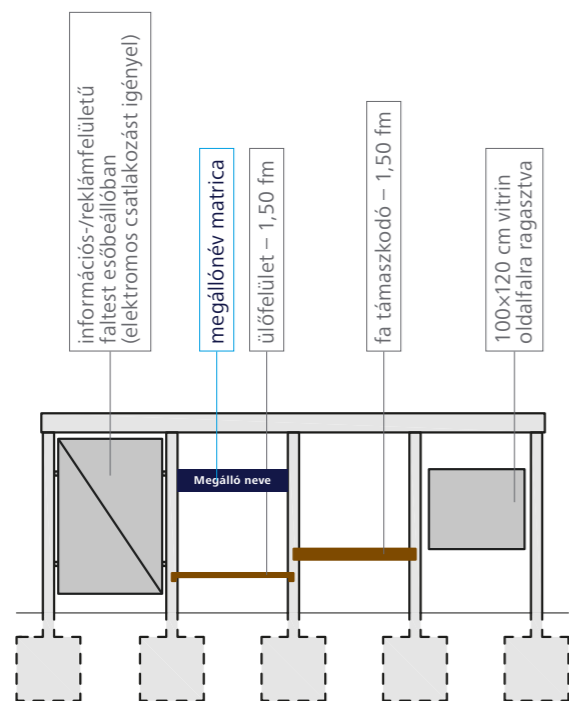 információs-/reklámfelületű
faltest esőbeállóban
(elektromos csatlakozást igényel)
megállónév matrica
ülőfelület – 1,50 fm
fa támaszkodó – 1,50 fm
100×120 cm vitrin
oldalfalra ragasztva
Megálló neve